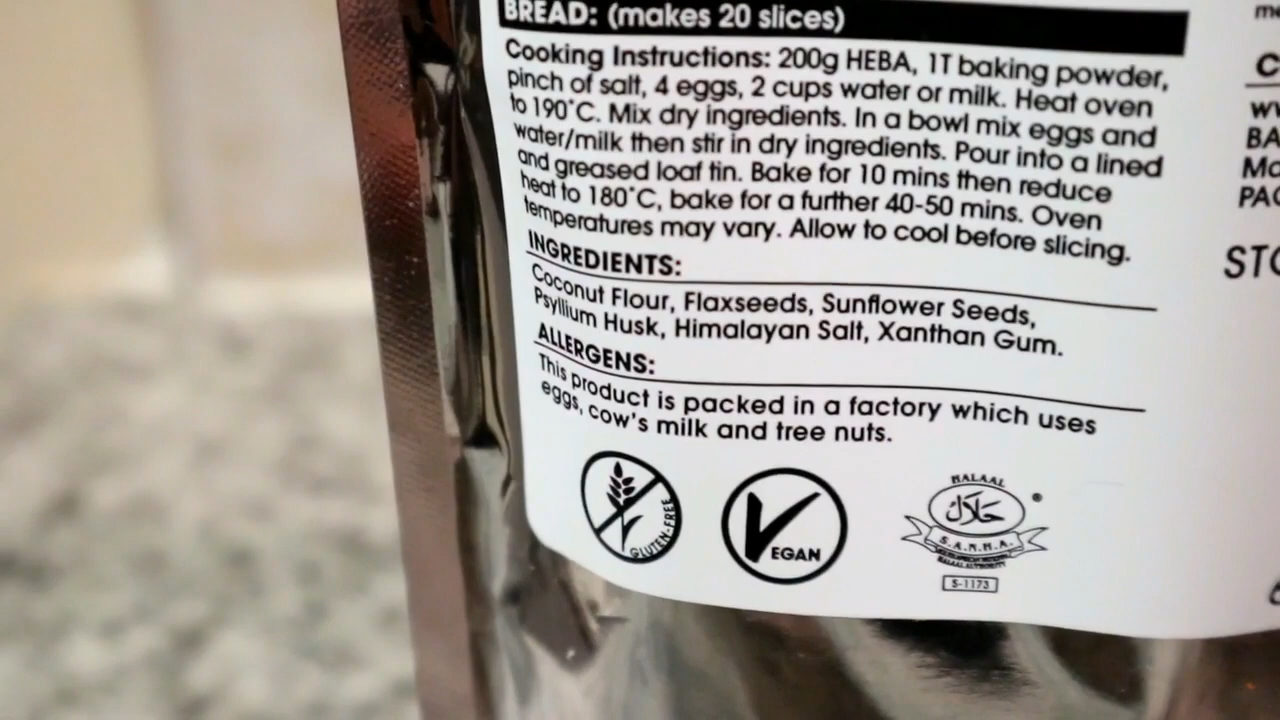 BREAD: (makes 20 slices)
Cooking Instructions: 200g HEBA, 1T baking powder,
pinch of salt, 4 eggs, 2 cups water or milk. Heat oven
to 190°C. Mix dry ingredients. In a bowl mix eggs and
water/milk then stir in dry ingredients. Pour into a lined
and greased loaf tin. Bake for 10 mins then reduce
heat to 180°C, bake for a further 40-50 mins. Oven
temperatures may vary. Allow to cool before slicing.
INGREDIENTS:
Coconut Flour, Flaxseeds, Sunflower Seeds,
Psyllium Husk, Himalayan Salt, Xanthan Gum.
ALLERGENS:
This product is packed in a factory which uses
eggs, cow's milk and tree nuts.
GLUTEN-FREE
VEGAN
HALAAL
حلال
S.A.N.H.A.
HALAAL AUTHORITY
S-1173